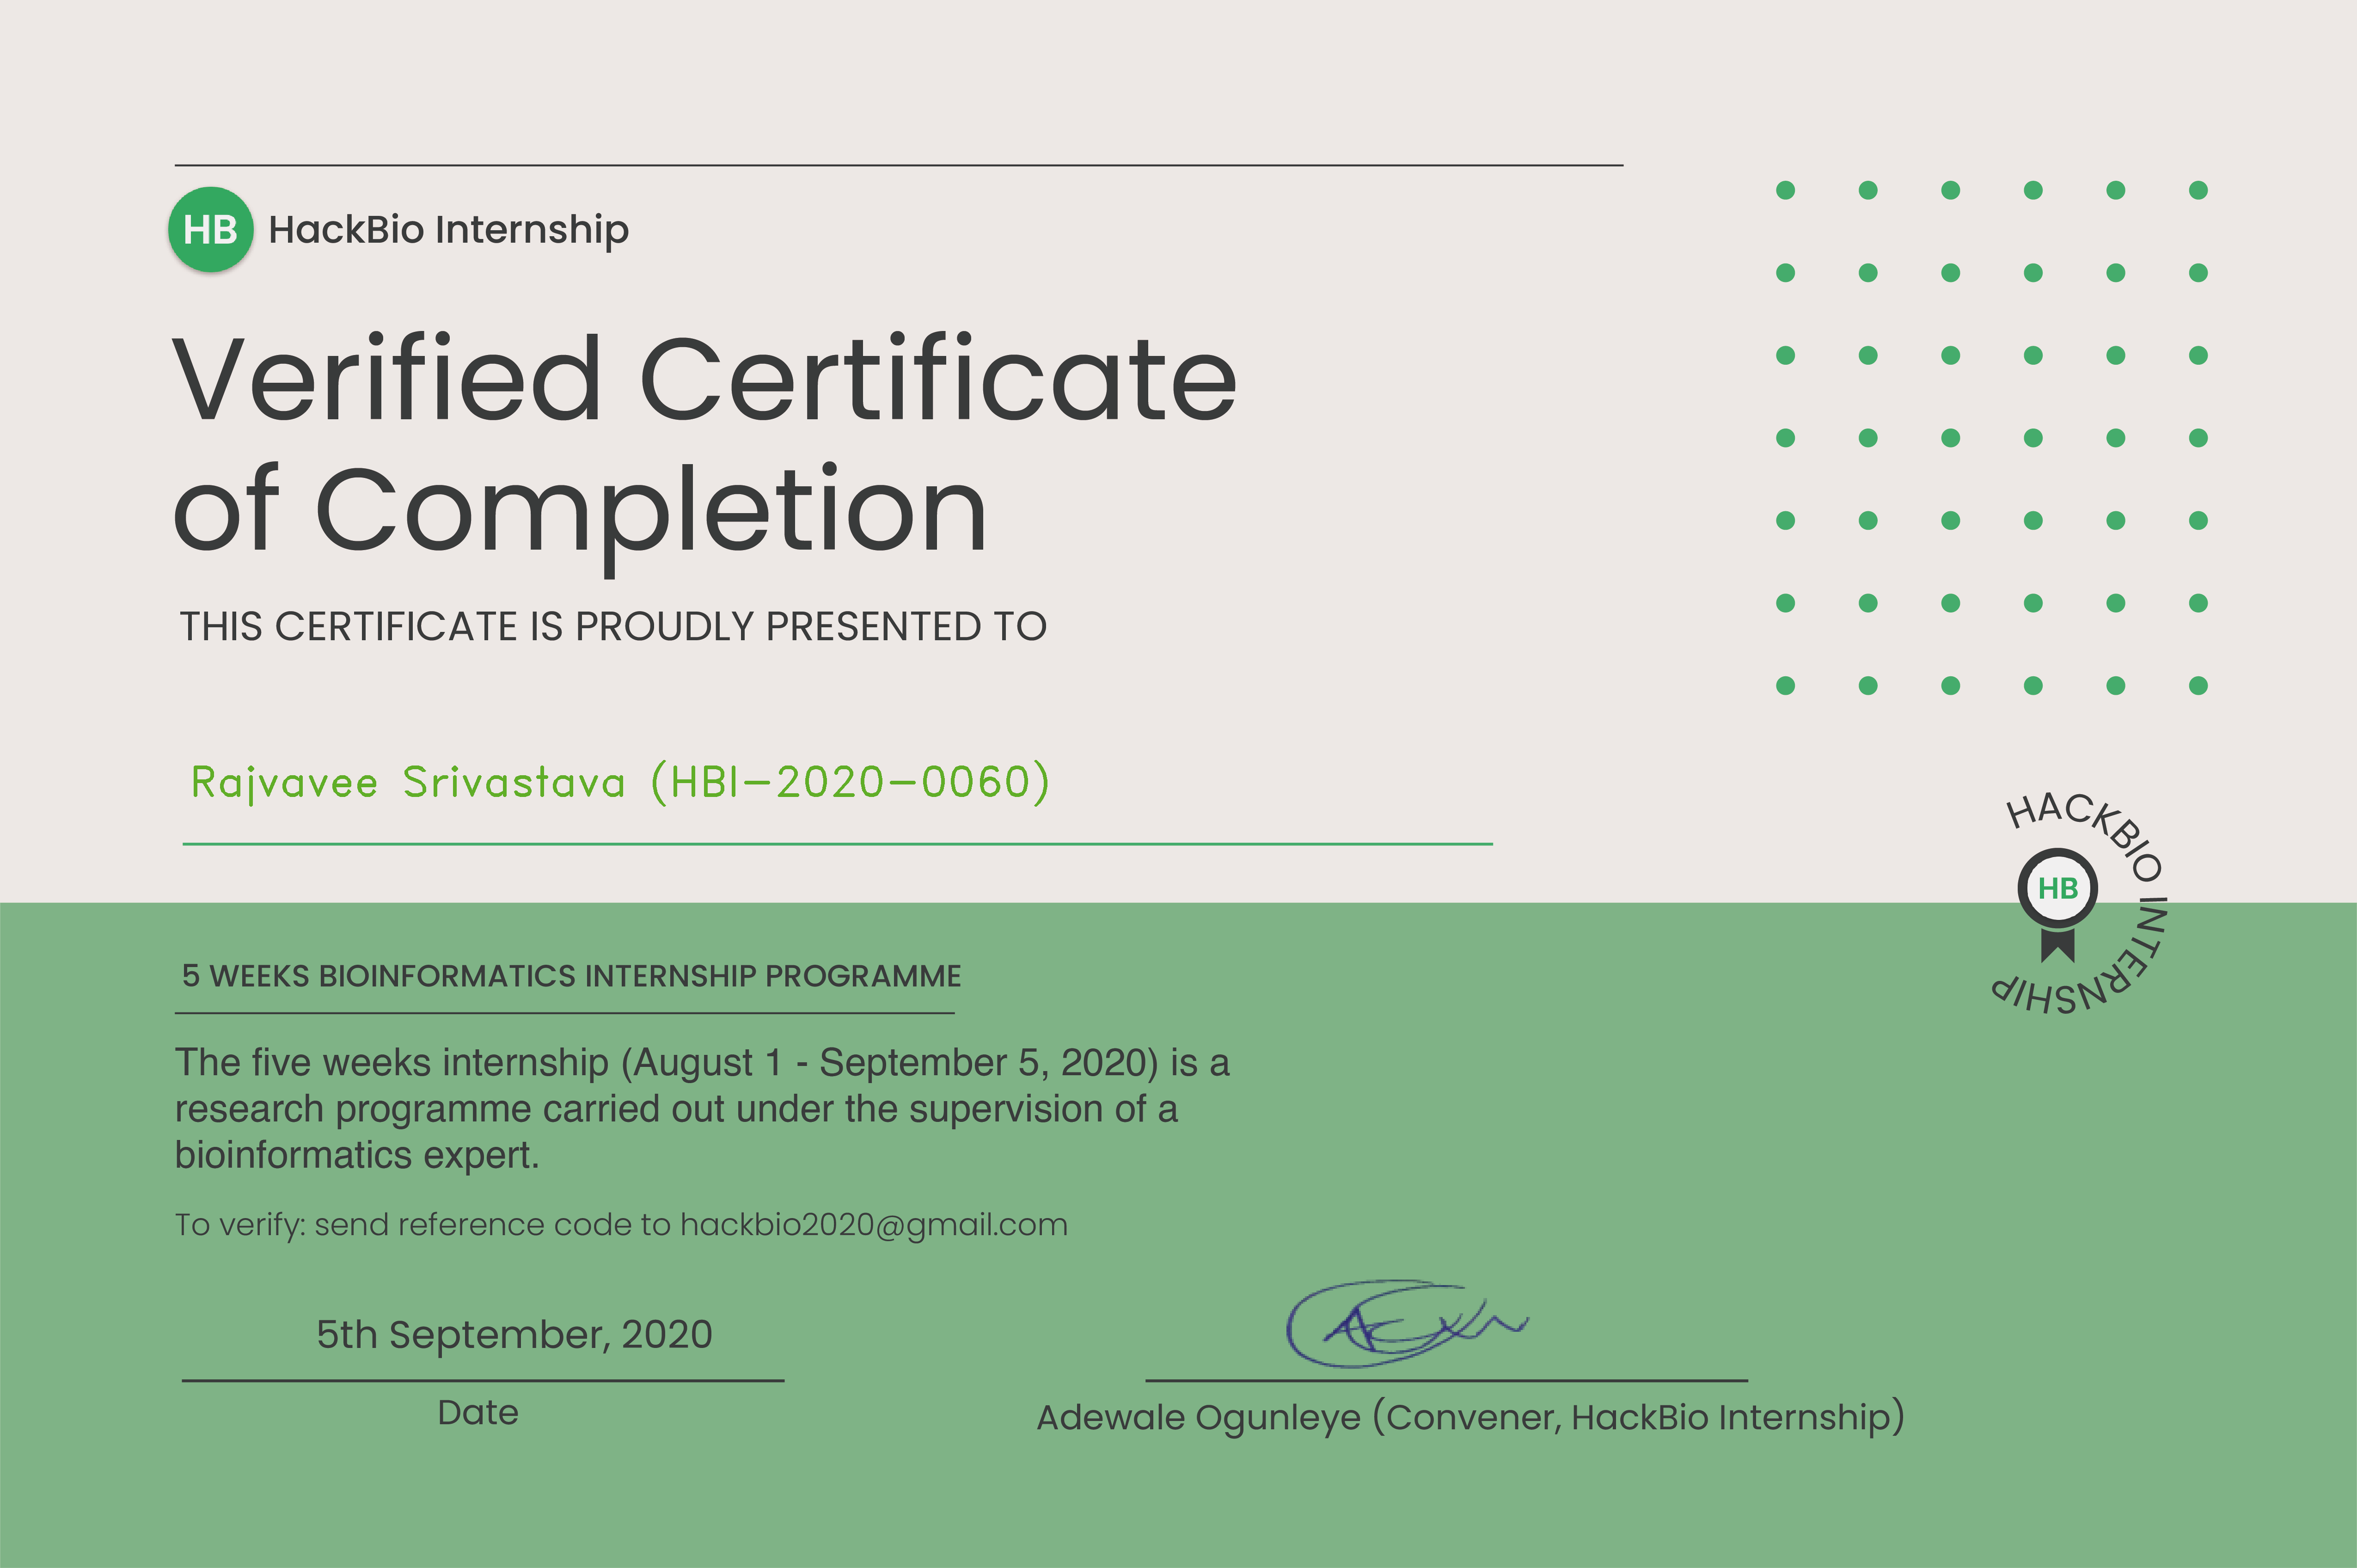 HB HackBio Internship
Verified Certificate
of Completion
THIS CERTIFICATE IS PROUDLY PRESENTED TO
Rajvavee Srivastava (HBI-2020-0060)
HACKBIO INTERNSHIP
HB
5 WEEKS BIOINFORMATICS INTERNSHIP PROGRAMME
The five weeks internship (August 1 - September 5, 2020) is a
research programme carried out under the supervision of a
bioinformatics expert.
To verify: send reference code to hackbio2020@gmail.com
5th September, 2020
Date
Adewale Ogunleye (Convener, HackBio Internship)